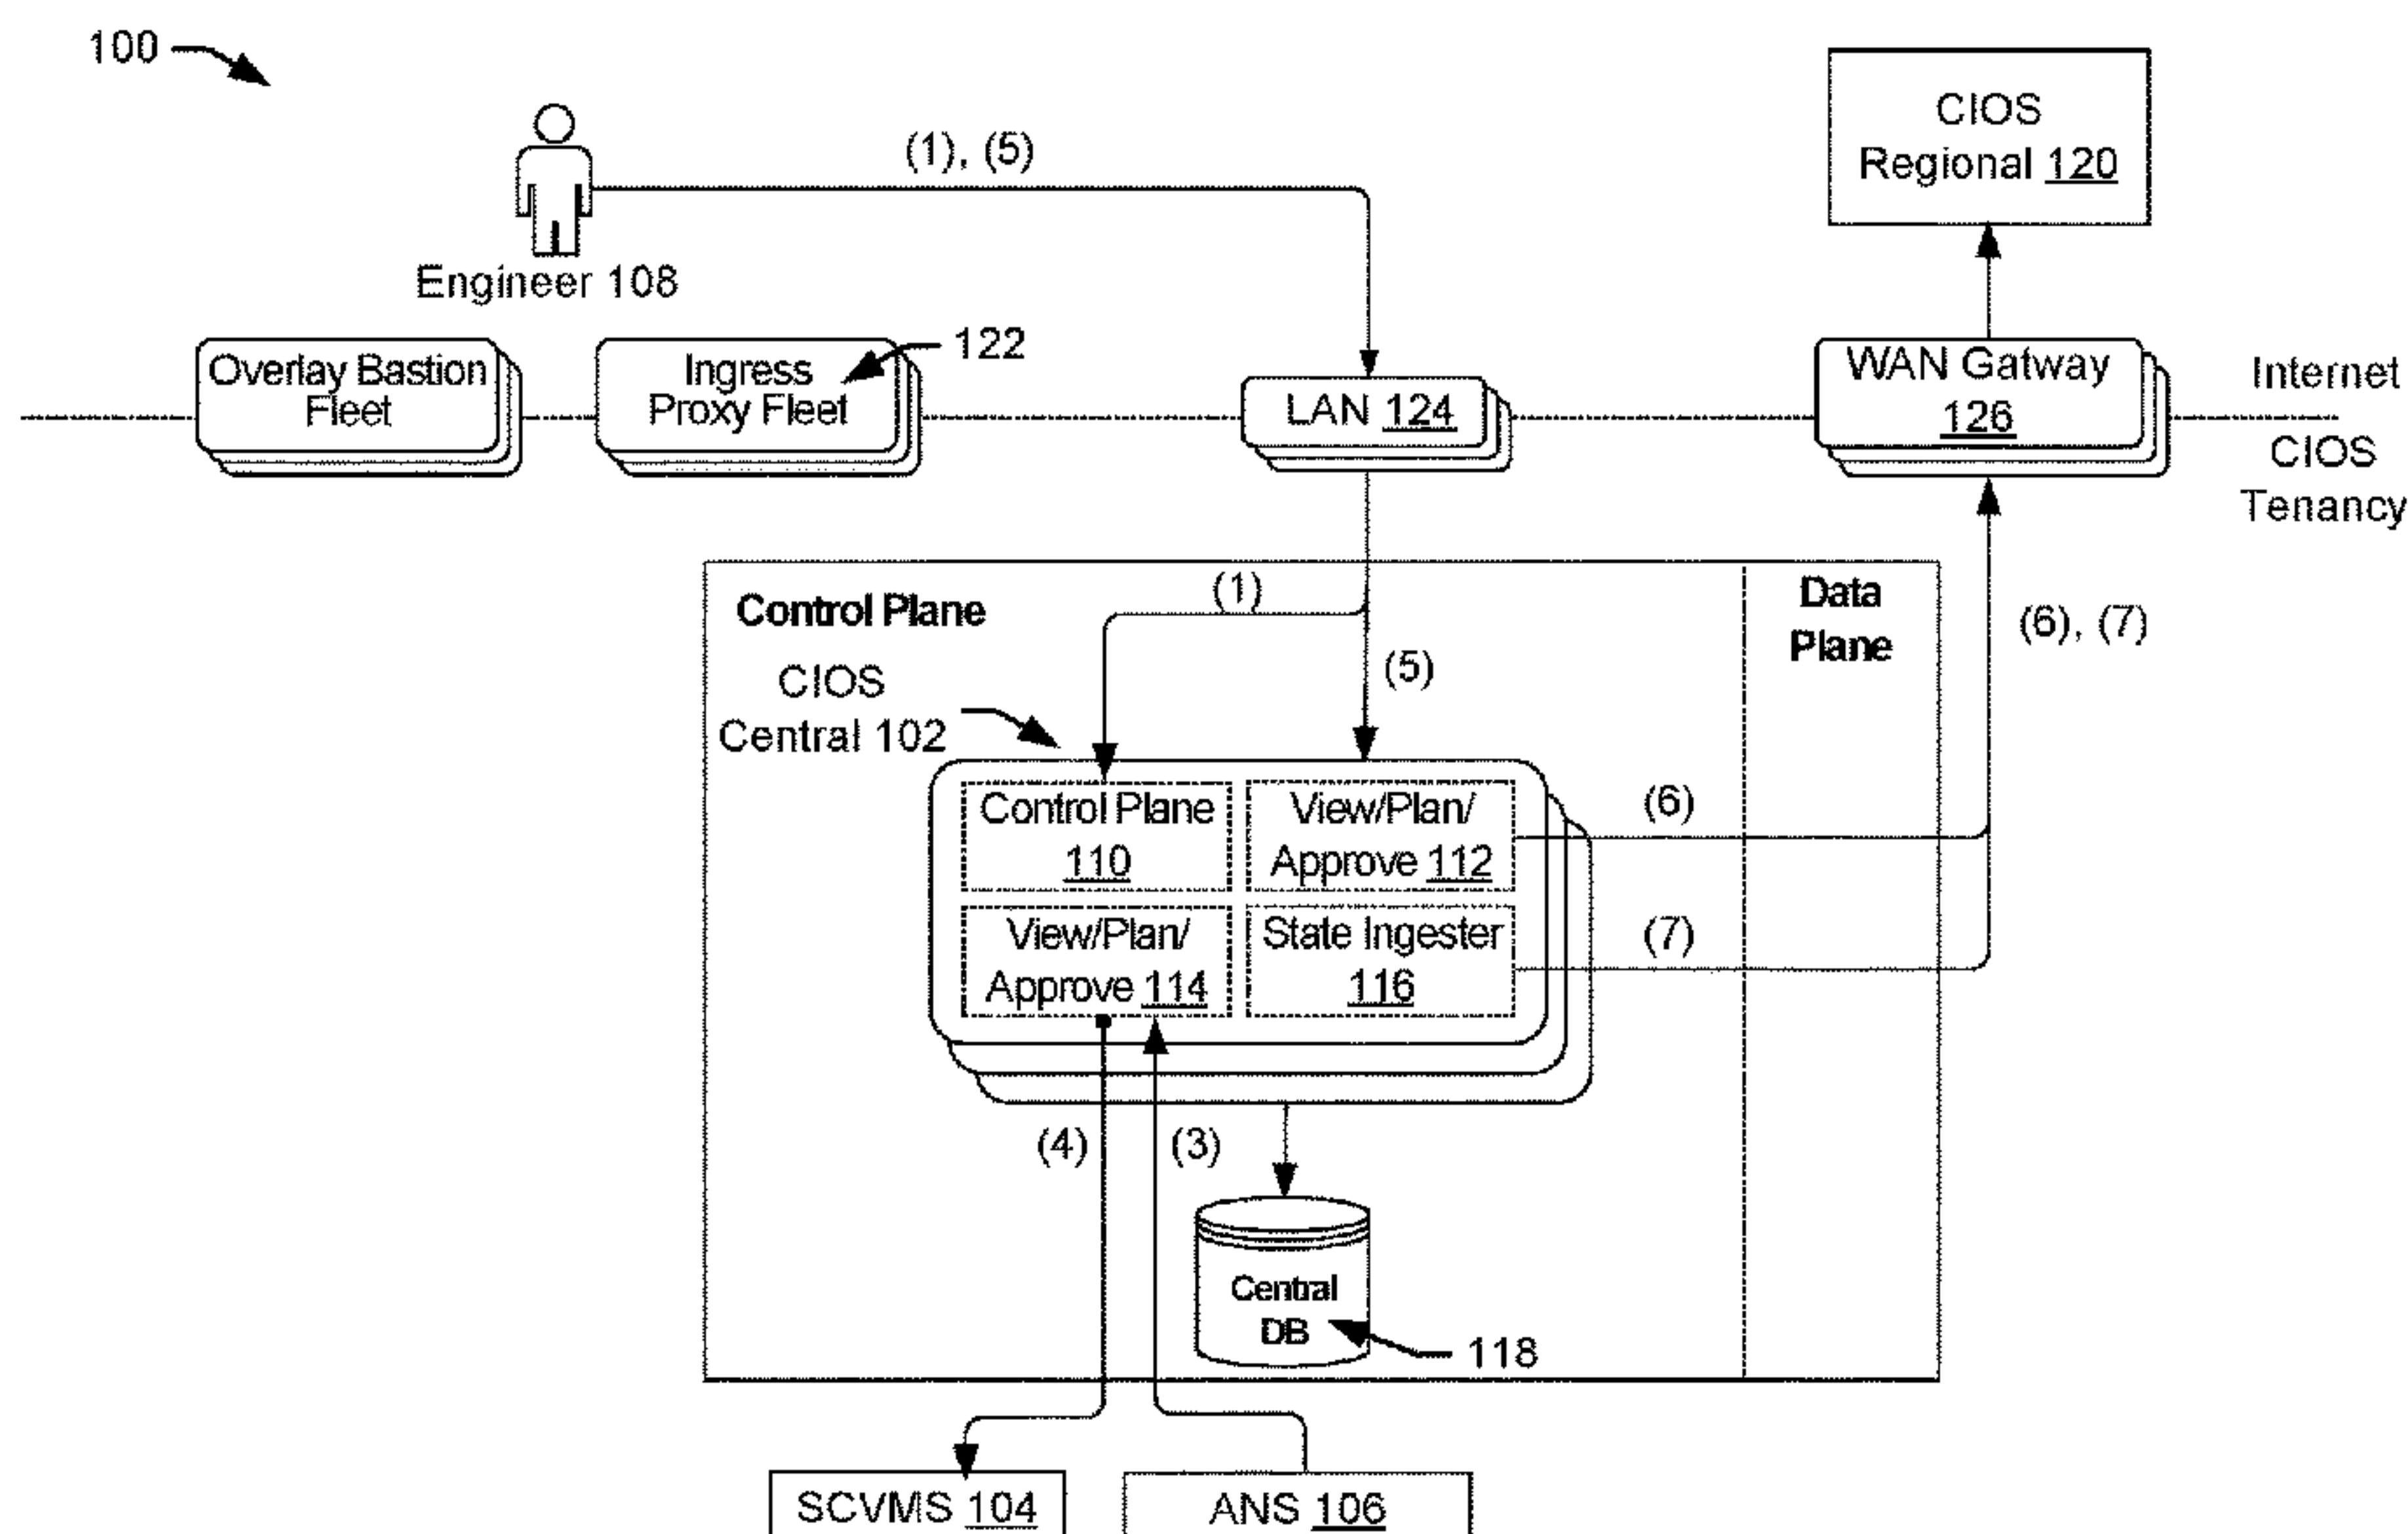 100
(1), (5)
CIOS
Regional 120
Engineer 108
Overlay Bastion
Fleet
Ingress
Proxy Fleet
122
LAN 124
WAN Gatway
126
Internet
CIOS
Tenancy
Control Plane
Data
Plane
(1)
(5)
(6), (7)
CIOS
Central 102
Control Plane
110
View/Plan/
Approve 112
(6)
View/Plan/
Approve 114
State Ingester
116
(7)
(4)
(3)
Central
DB
118
SCVMS 104
ANS 106